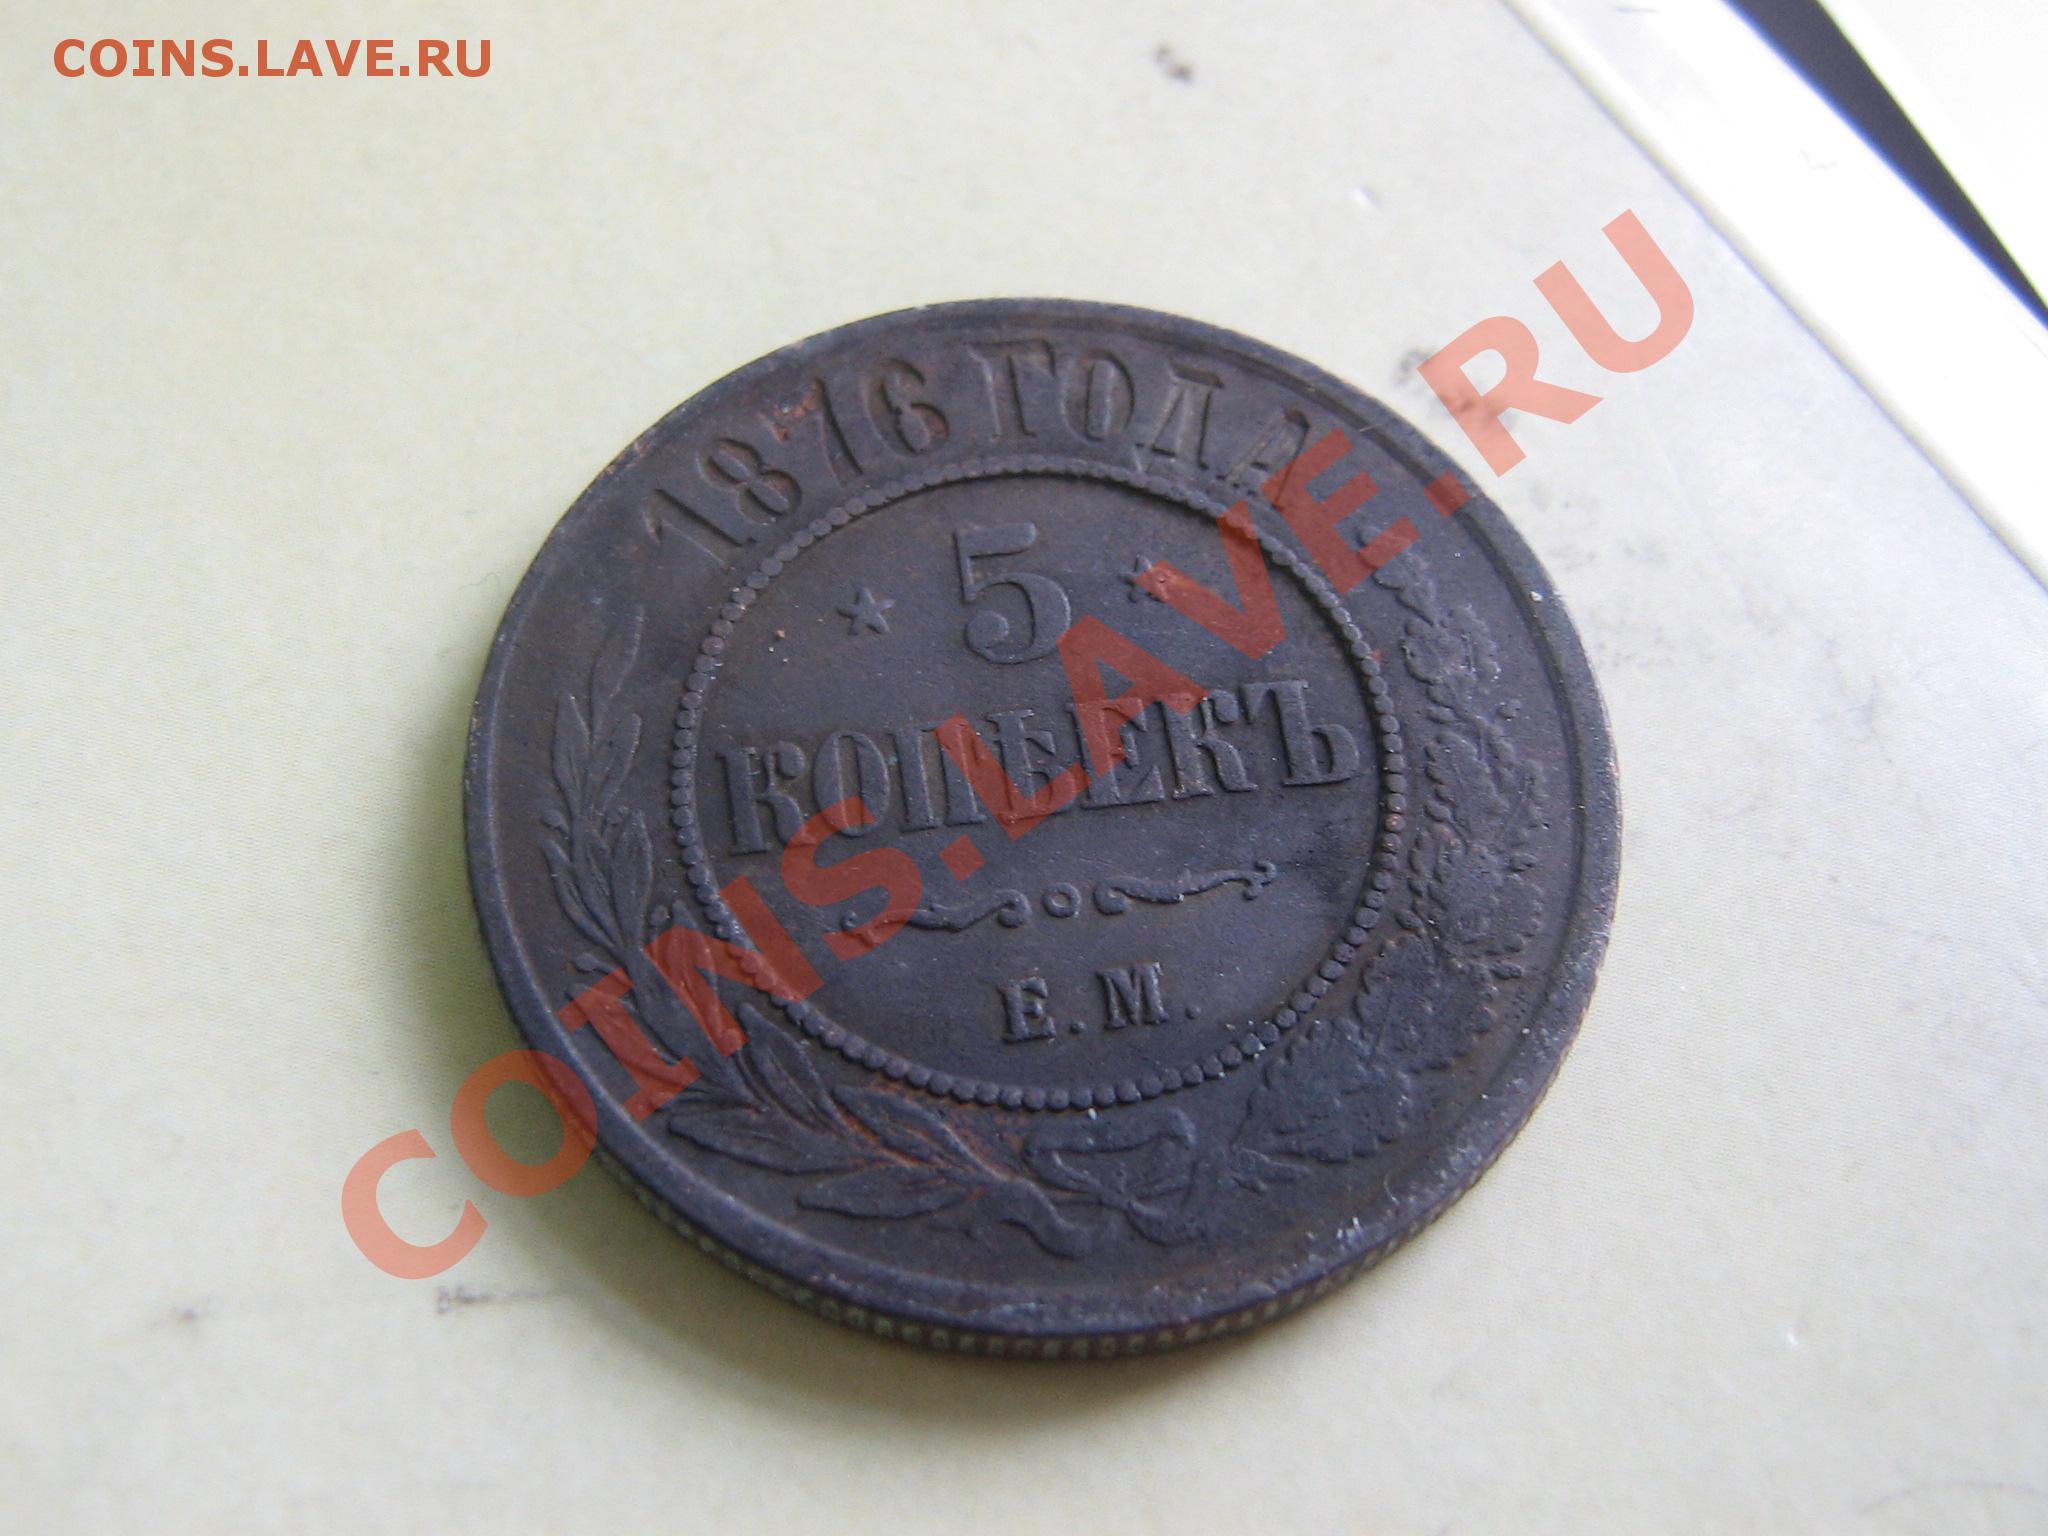 COINS.LAVE.RU
1876 ГОДА
5
КОПѢЕКЪ
Е.М.
COINS.LAVE.RU